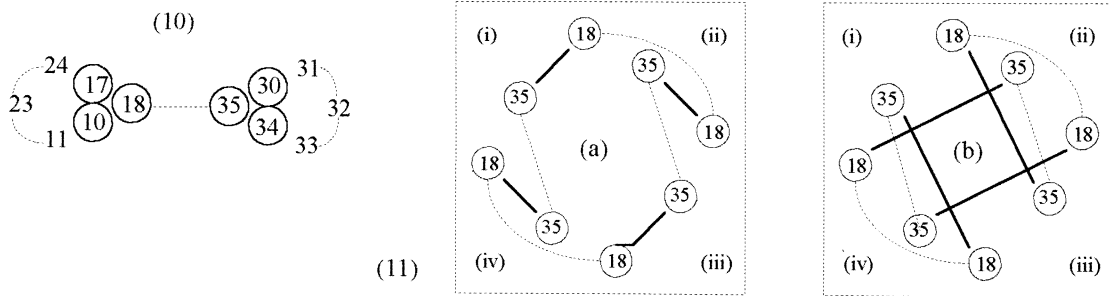 (10)
24 17 30 31
23 18 35 32
11 10 34 33
(11)
(i) 18 (ii)
35 35
18
(a)
18
35
35
(iv) 18 (iii)
(i) 18 (ii)
35 35
18 18
(b)
35
35
18
(iv) (iii)